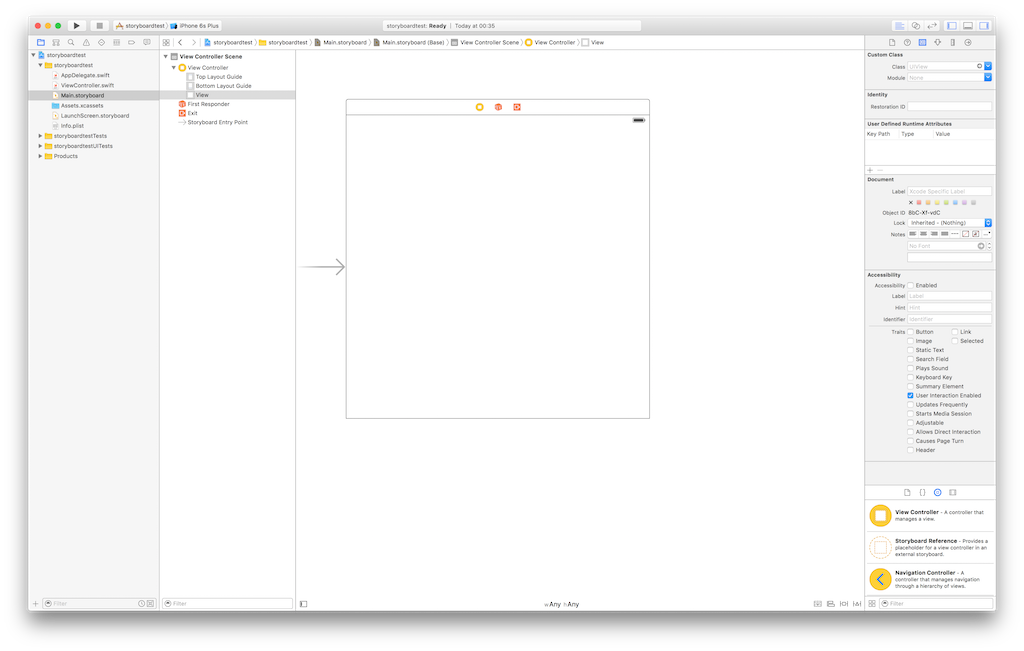 storyboardtest
iPhone 6s Plus
storyboardtest: Ready | Today at 00:35
storyboardtest
storyboardtest
AppDelegate.swift
ViewController.swift
Main.storyboard
Assets.xcassets
LaunchScreen.storyboard
Info.plist
storyboardtestTests
storyboardtestUITests
Products
Filter
storyboardtest
storyboardtest
Main.storyboard
Main.storyboard (Base)
View Controller Scene
View Controller
View
View Controller Scene
View Controller
Top Layout Guide
Bottom Layout Guide
View
First Responder
Exit
Storyboard Entry Point
Filter
wAny hAny
Custom Class
Class UIView
Module None
Identity
Restoration ID
User Defined Runtime Attributes
Key Path Type Value
Document
Label Xcode Specific Label
Object ID 8bC-Xf-vdC
Lock Inherited - (Nothing)
Notes
No Font
Accessibility
Accessibility Enabled
Label Label
Hint Hint
Identifier Identifier
Traits Button Link
Image Selected
Static Text
Search Field
Plays Sound
Keyboard Key
Summary Element
User Interaction Enabled
Updates Frequently
Starts Media Session
Adjustable
Allows Direct Interaction
Causes Page Turn
Header
View Controller - A controller that
manages a view.
Storyboard Reference - Provides a
placeholder for a view controller in an
external storyboard.
Navigation Controller - A
controller that manages navigation
through a hierarchy of views.
Filter